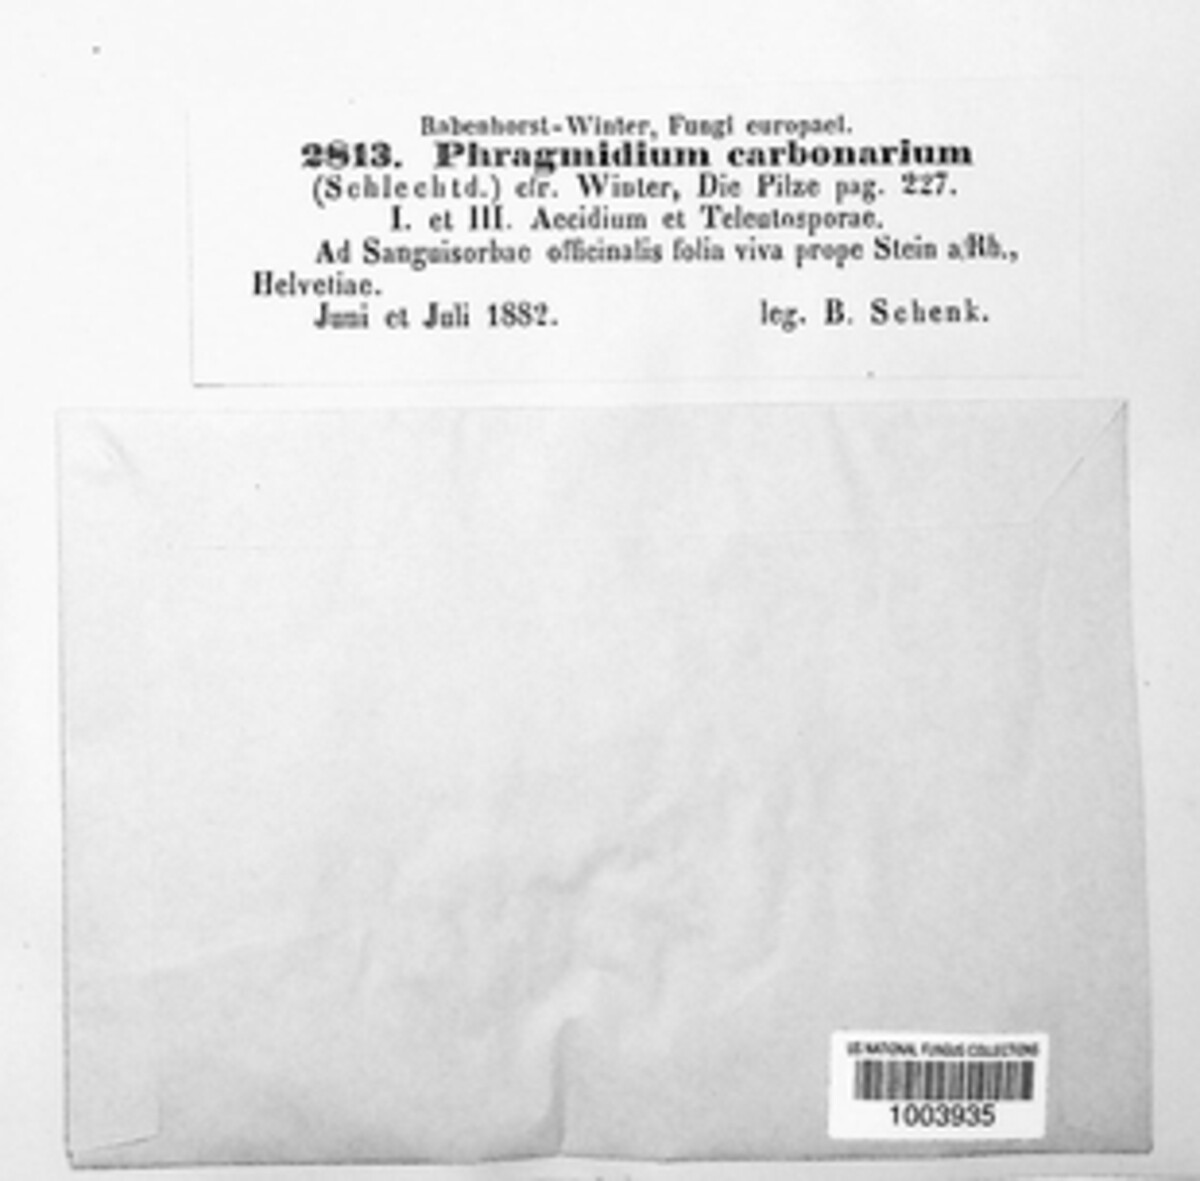 Rabenhorst-Winter, Fungi europaei.
2813. Phragmidium carbonarium
(Schlechtd.) cfr. Winter, Die Pilze pag. 227.
I. et III. Aecidium et Teleutosporae.
Ad Sanguisorbae officinalis folia viva prope Stein a/Rh.,
Helvetiae.
Juni et Juli 1882.
leg. B. Schenk.
US NATIONAL FUNGUS COLLECTIONS
1003935